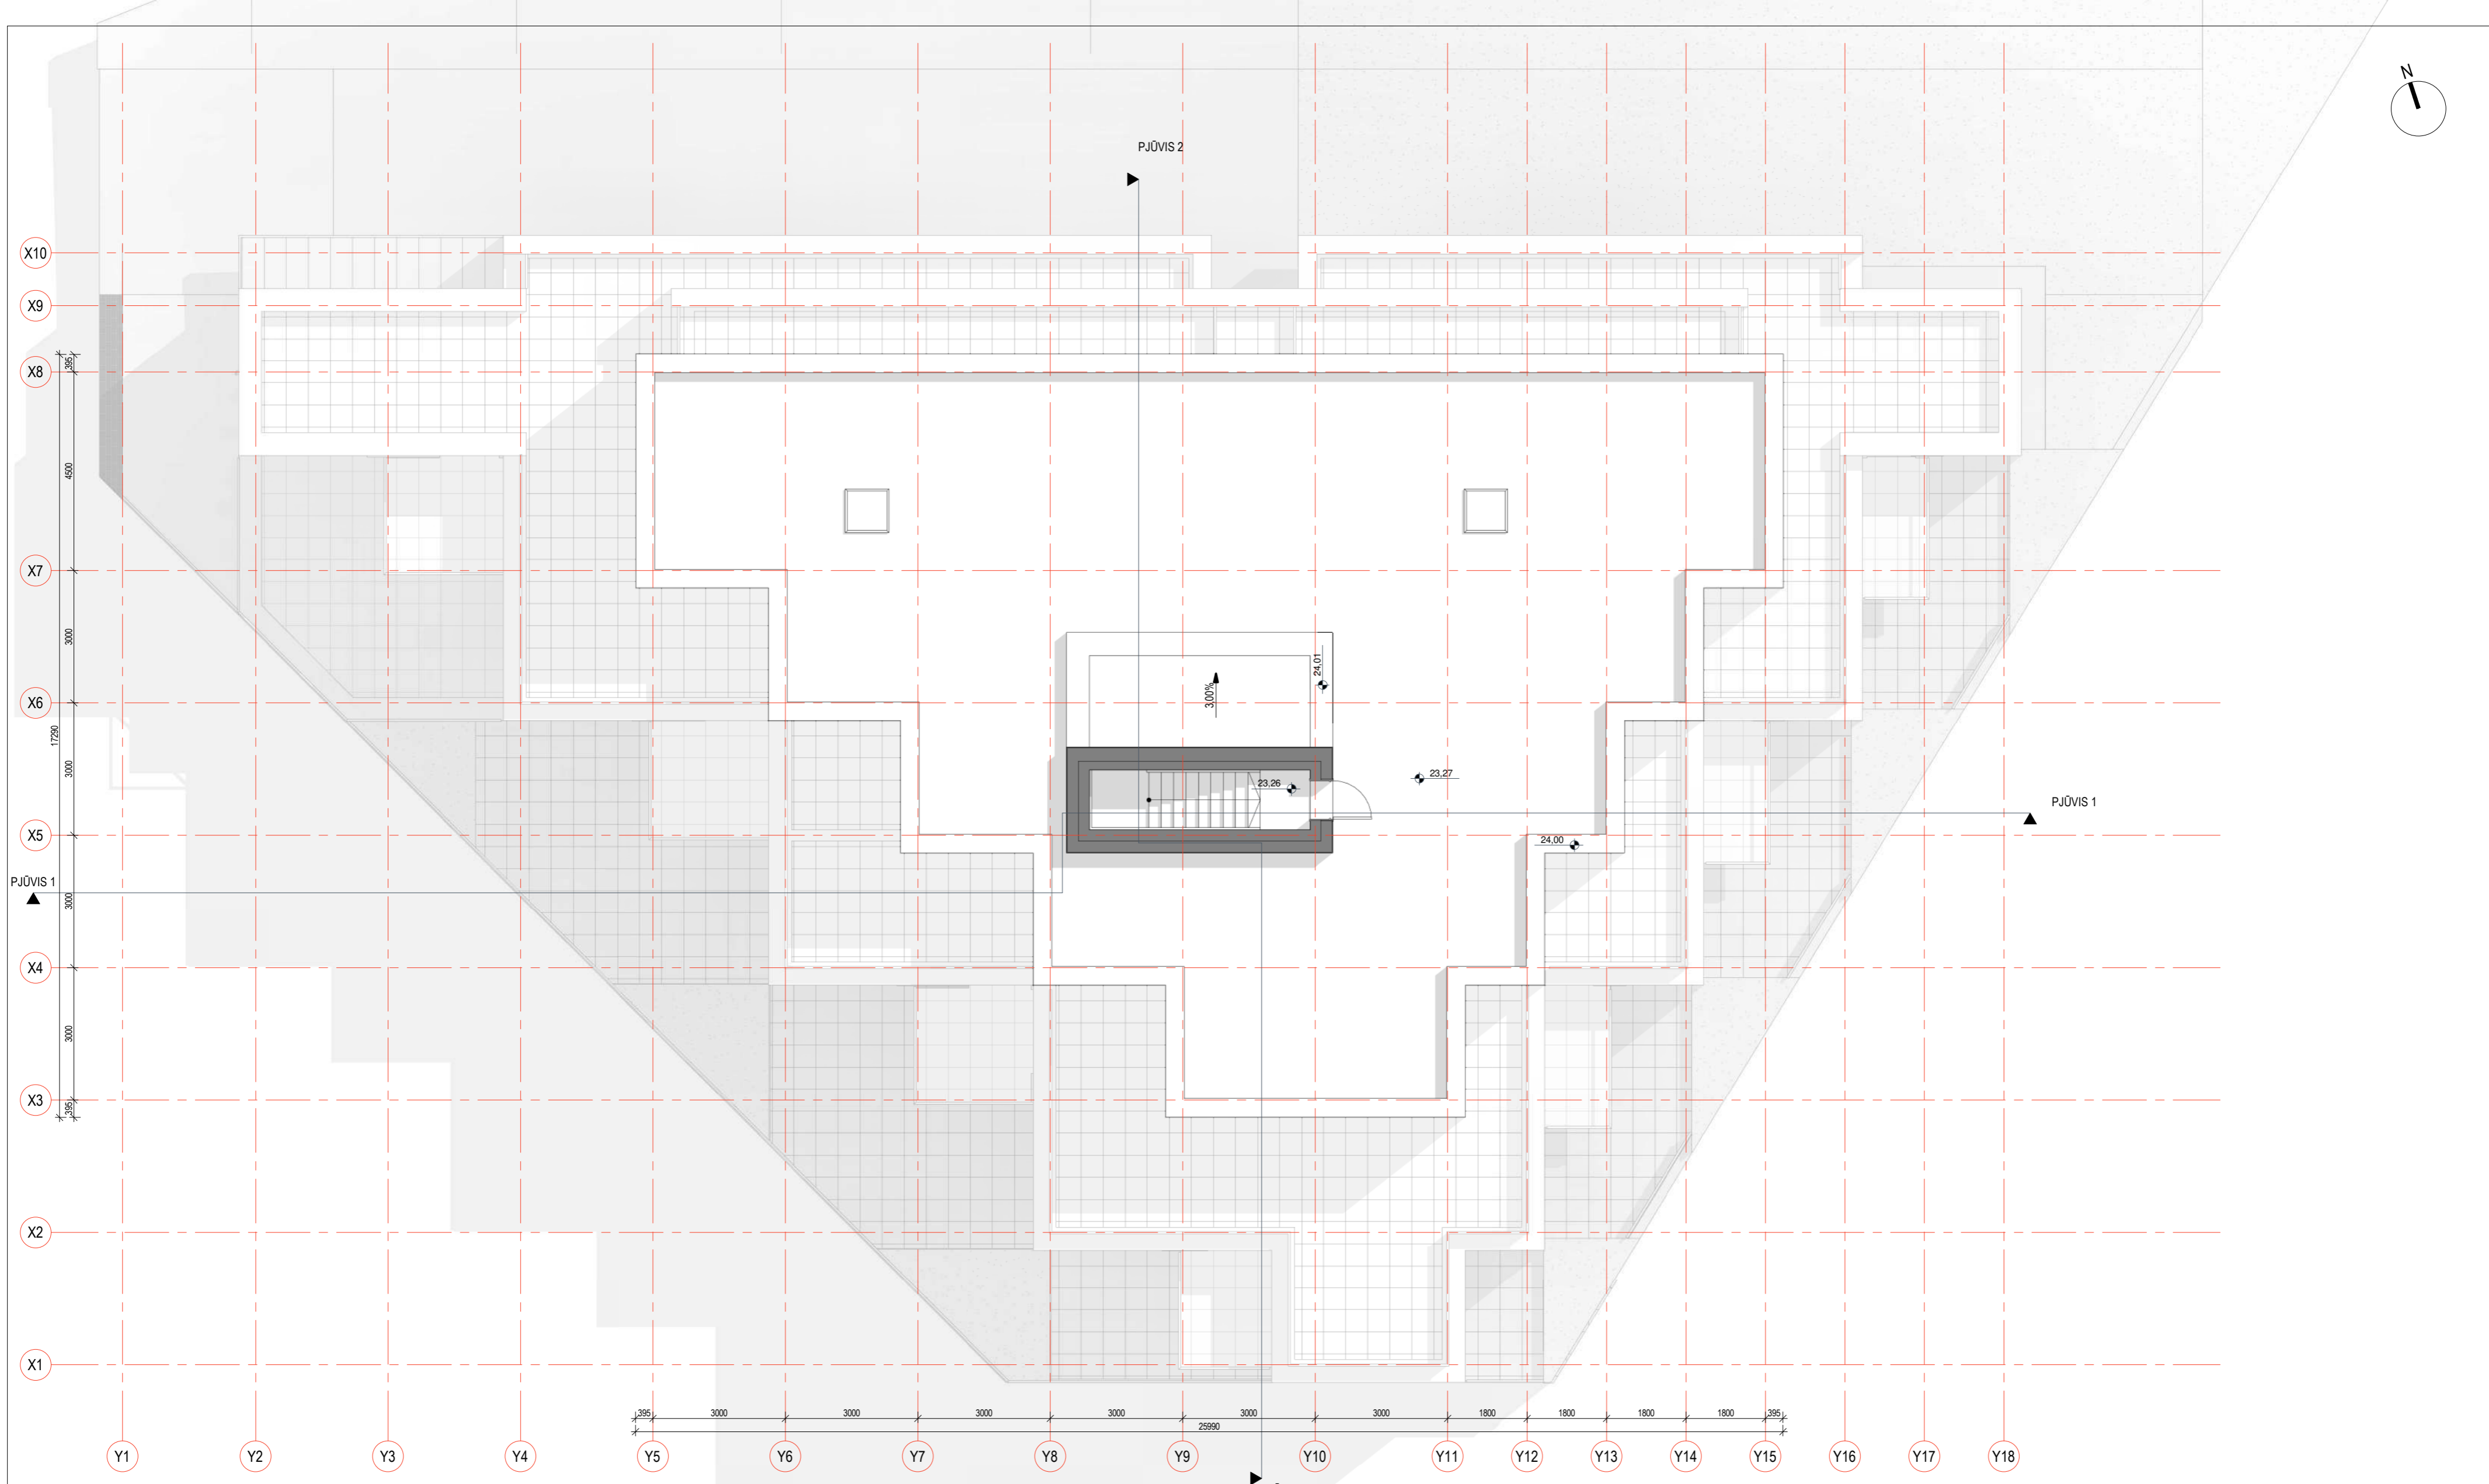 N
PJŪVIS 2
X10
X9
X8
X7
X6
X5
X4
X3
X2
X1
395
4500
3000
3000
3000
3000
395
17290
24,01
3,00%
23,26
23,27
24,00
PJŪVIS 1
PJŪVIS 1
395 3000 3000 3000 3000 3000 3000 1800 1800 1800 1800 395
25990
Y1 Y2 Y3 Y4 Y5 Y6 Y7 Y8 Y9 Y10 Y11 Y12 Y13 Y14 Y15 Y16 Y17 Y18